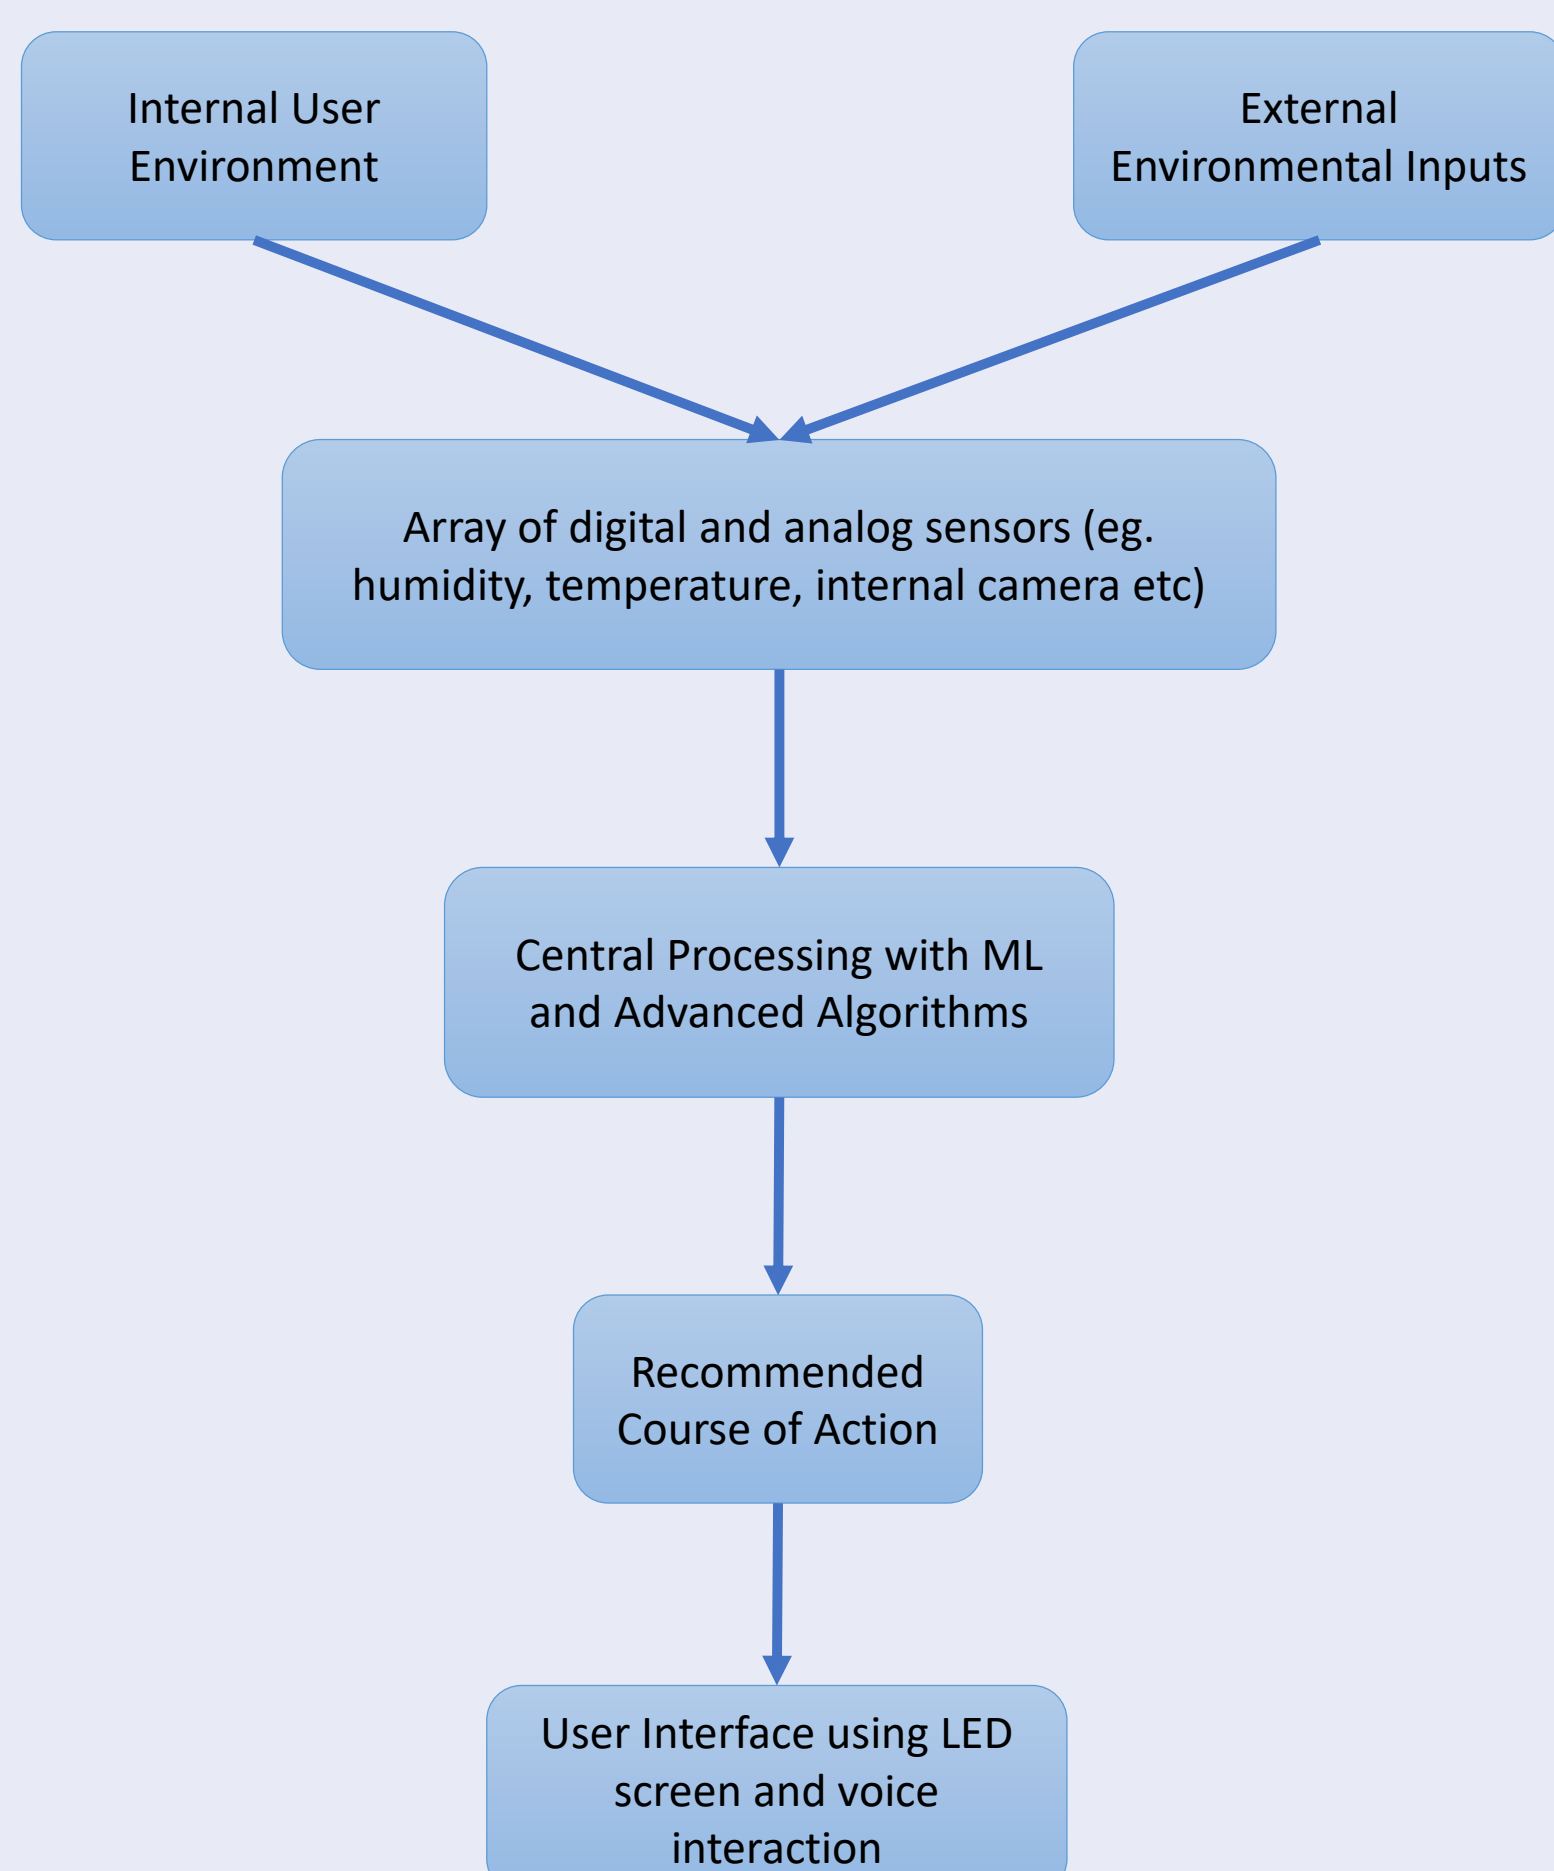 Internal User
Environment
External
Environmental Inputs
Array of digital and analog sensors (eg.
humidity, temperature, internal camera etc)
Central Processing with ML
and Advanced Algorithms
Recommended
Course of Action
User Interface using LED
screen and voice
interaction